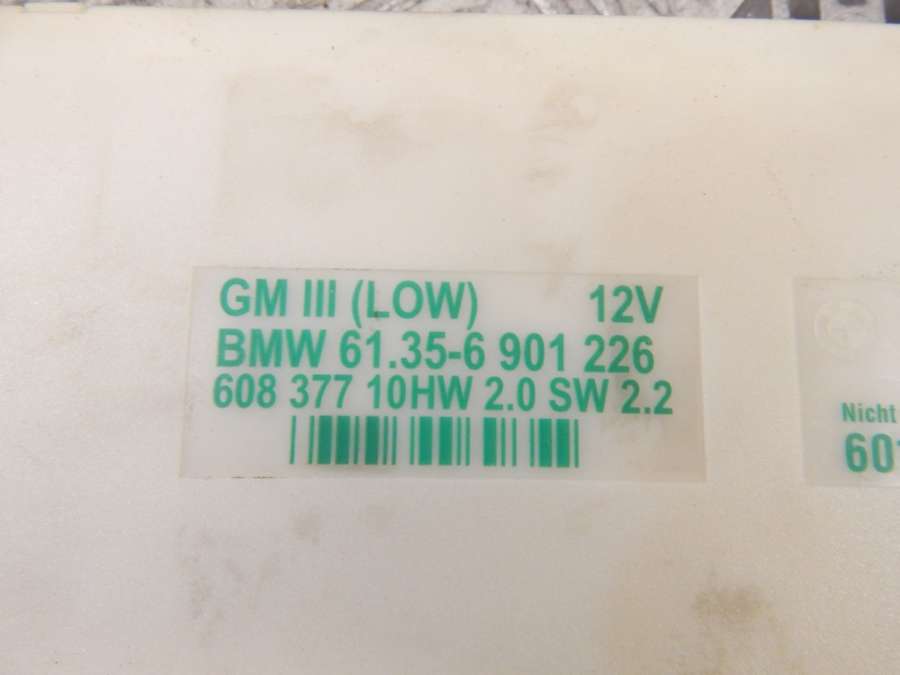 GM IIi (LOW) 12V
BMW 61.35-6 901 226
608 377 10HW 2.0 SW 2.2
Nicht